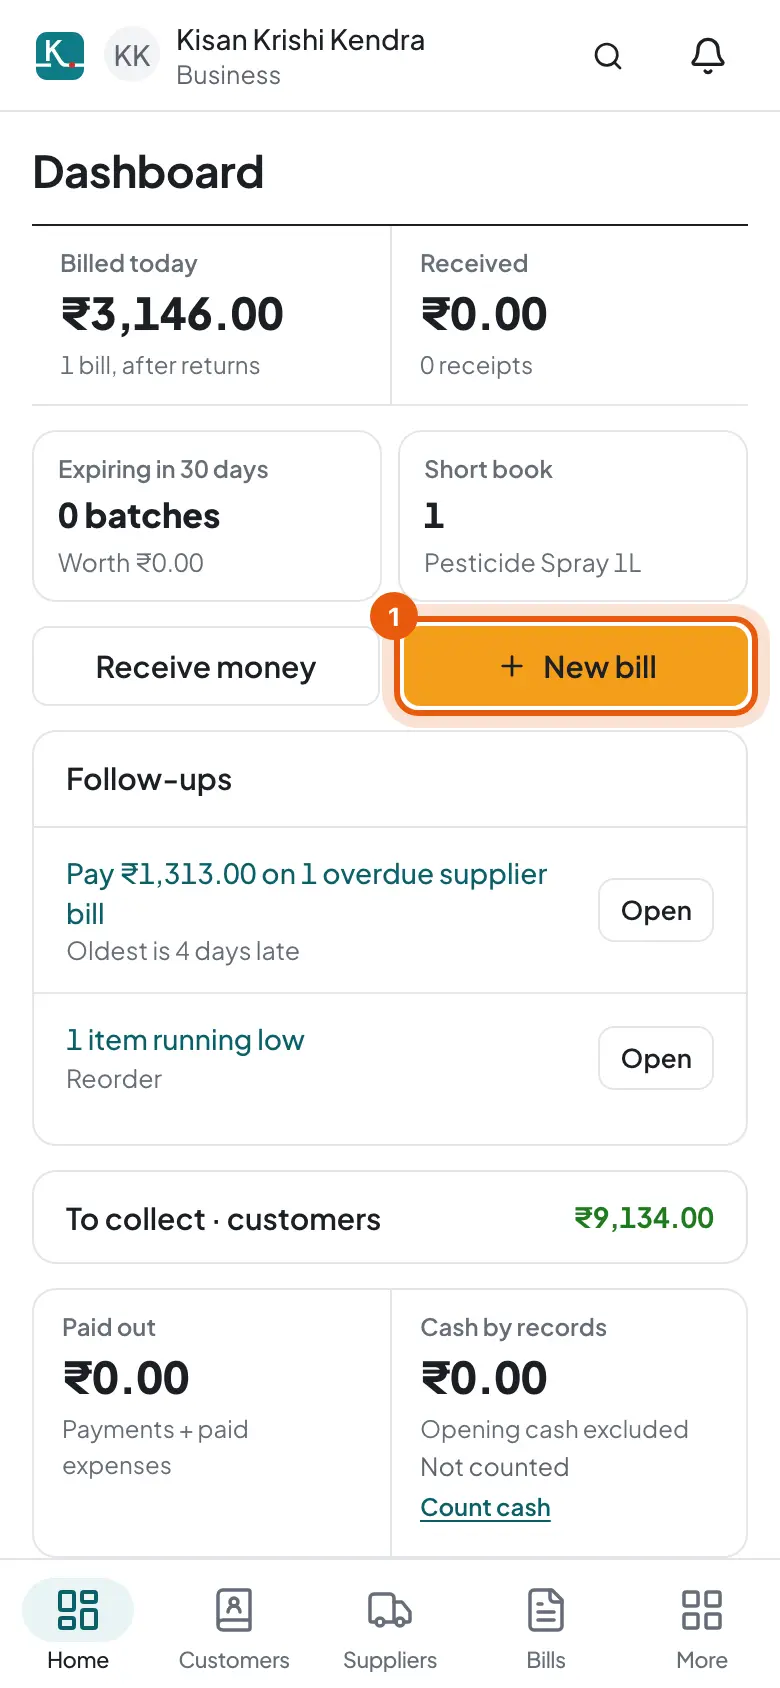 K.
KK
Kisan Krishi Kendra
Business
Dashboard
Billed today
₹3,146.00
1 bill, after returns
Received
₹0.00
0 receipts
Expiring in 30 days
0 batches
Worth ₹0.00
Short book
1
Pesticide Spray 1L
1
Receive money
+ New bill
Follow-ups
Pay ₹1,313.00 on 1 overdue supplier
bill
Oldest is 4 days late
Open
1 item running low
Reorder
Open
To collect · customers
₹9,134.00
Paid out
₹0.00
Payments + paid
expenses
Cash by records
₹0.00
Opening cash excluded
Not counted
Count cash
Home
Customers
Suppliers
Bills
More